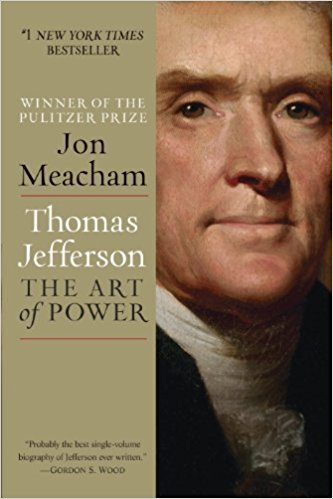 #1 NEW YORK TIMES
BESTSELLER
WINNER OF THE
PULITZER PRIZE
Jon
Meacham
Thomas
Jefferson
THE ART
of POWER
"Probably the best single-volume
biography of Jefferson ever written."
—GORDON S. WOOD